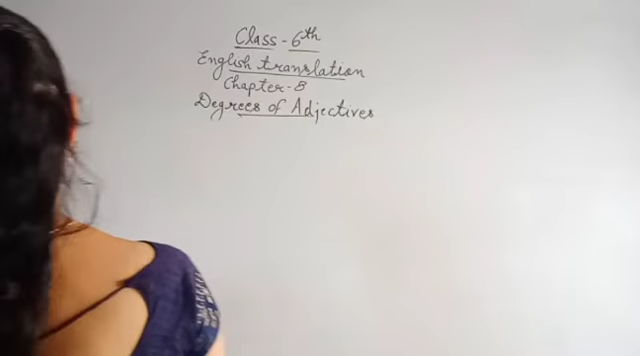 Class - 6th
English translation
Chapter - 8
Degrees of Adjectives